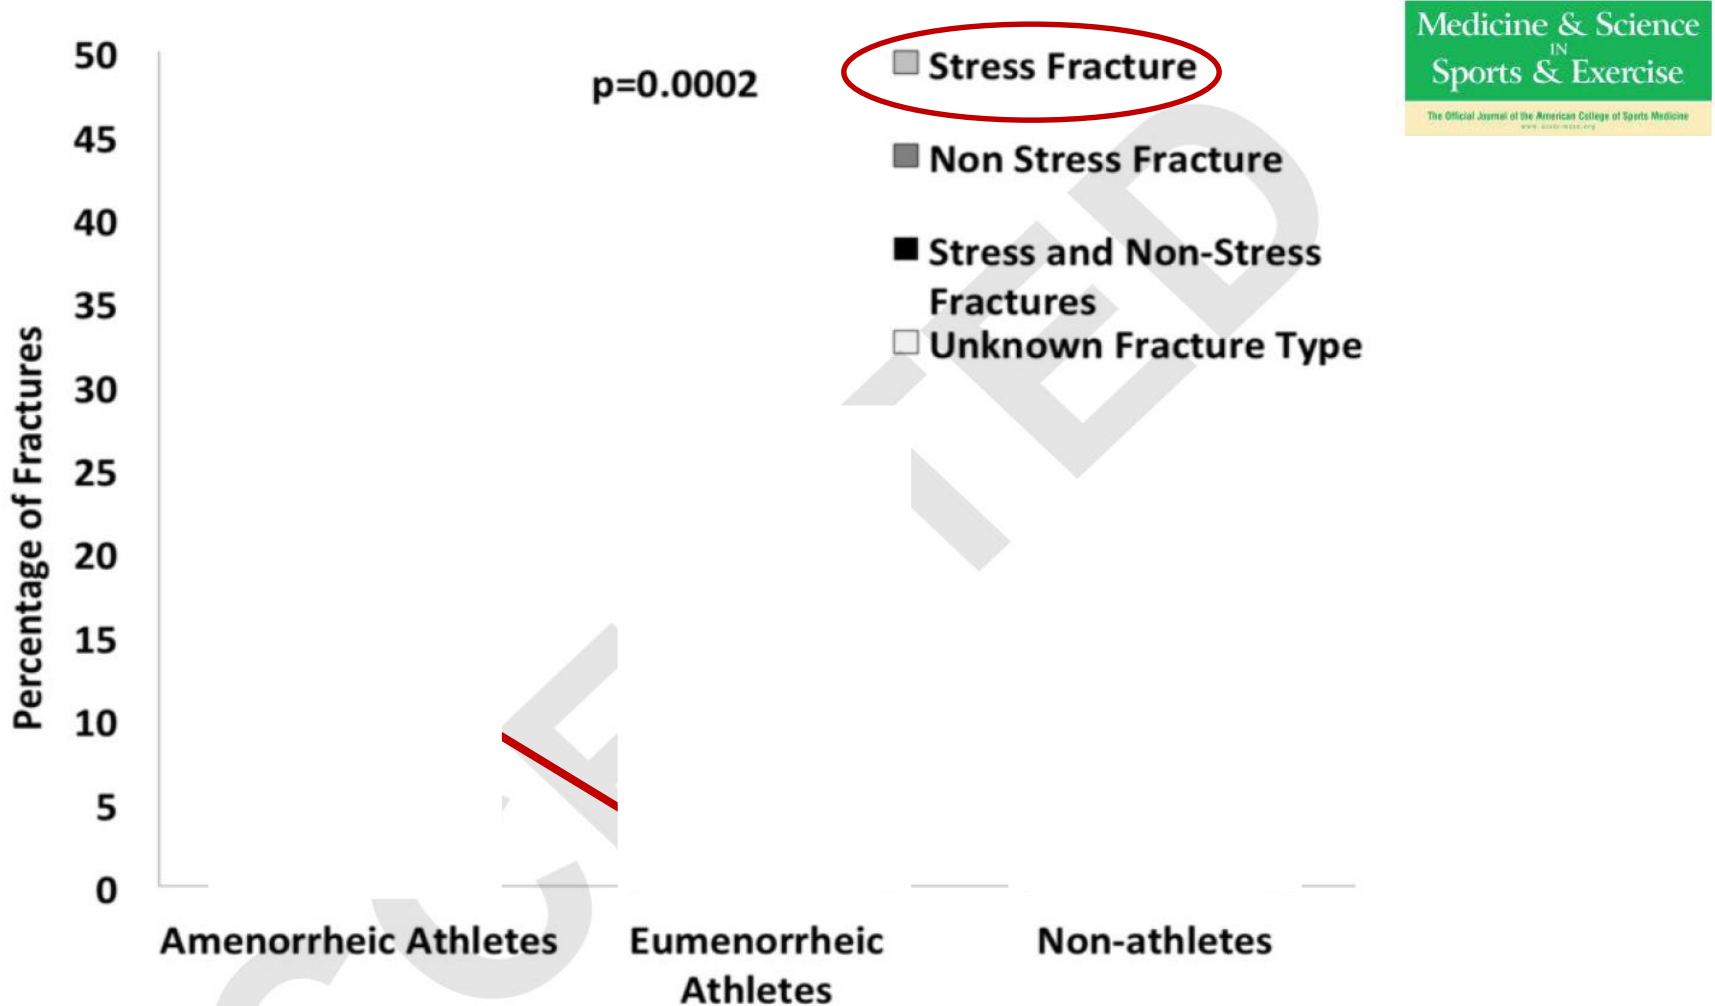 50
45
40
35
30
25
20
15
10
5
0
Percentage of Fractures
p=0.0002
Stress Fracture
Non Stress Fracture
Stress and Non-Stress
Fractures
Unknown Fracture Type
Amenorrheic Athletes
Eumenorrheic
Athletes
Non-athletes
Medicine & Science
IN
Sports & Exercise
The Official Journal of the American College of Sports Medicine